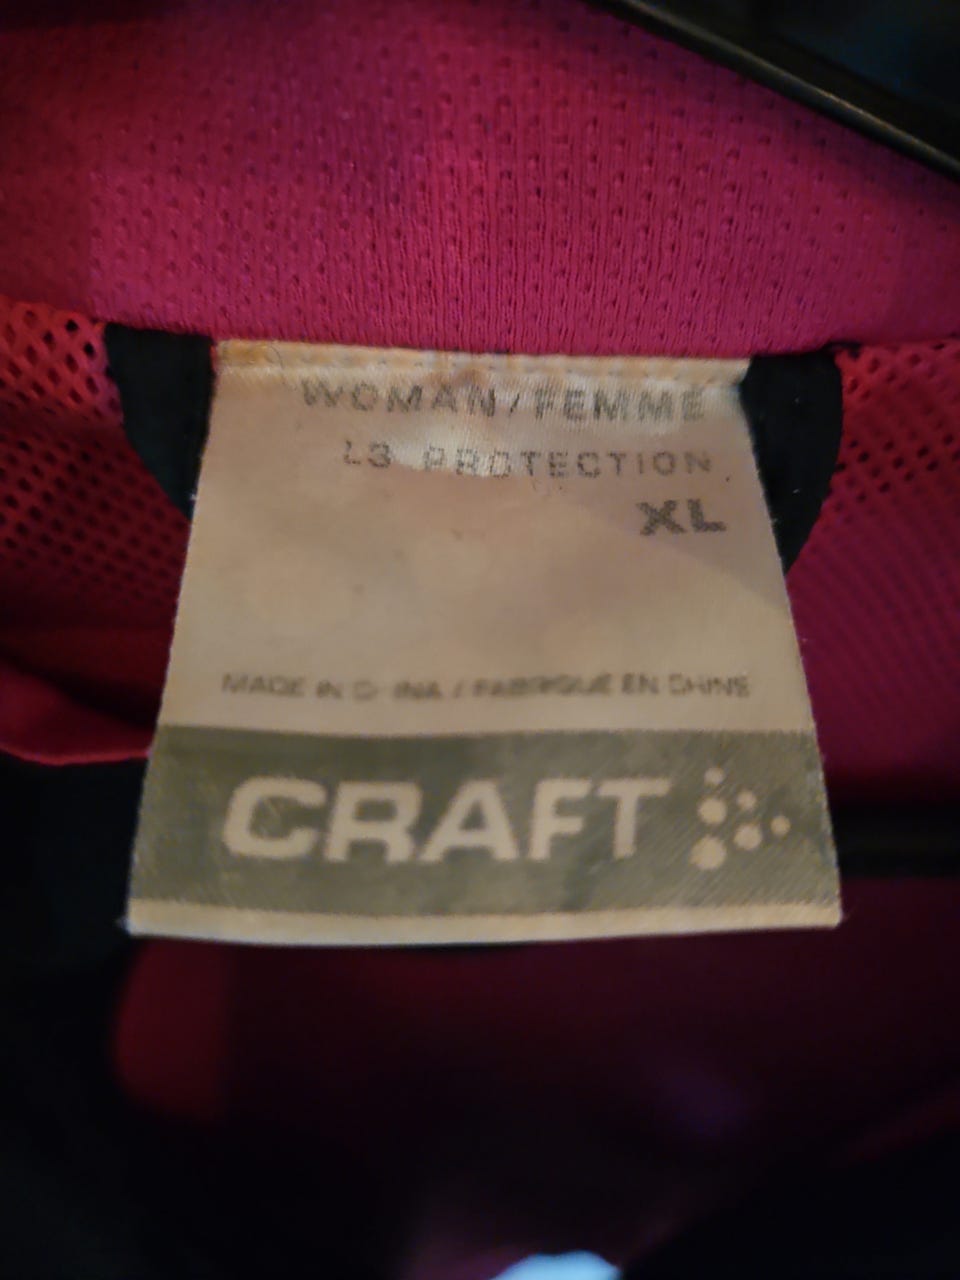 WOMAN/FEMME
L3 PROTECTION
XL
MADE IN CHINA / FABRIQUÉ EN CHINE
CRAFT